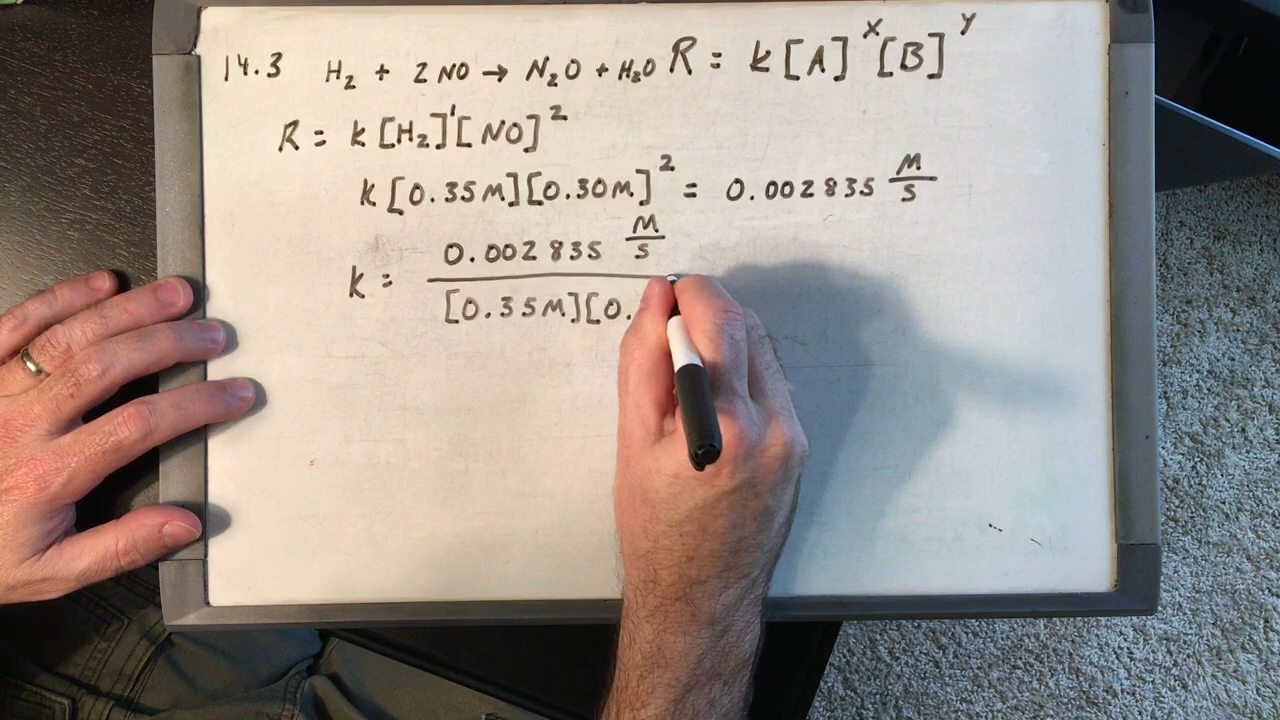 14.3 H₂ + 2NO → N₂O + H₂O R = k[A]ˣ[B]ʸ
R = k[H₂]¹[NO]²
k[0.35M][0.30M]² = 0.002835 M/S
k = 0.002835 M/S
[0.35M][0.